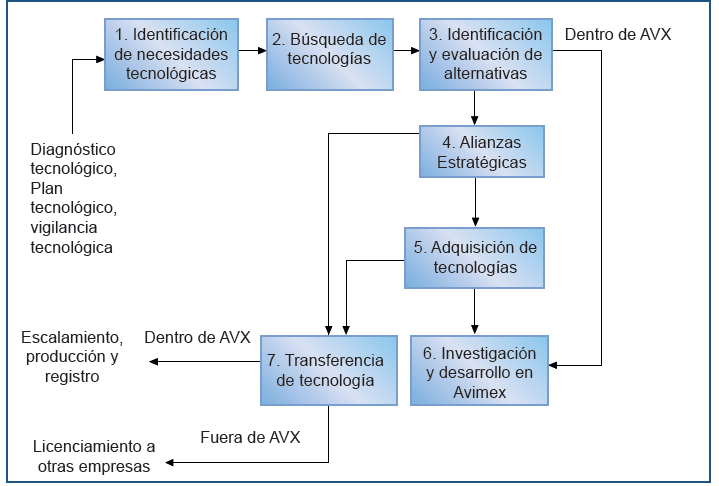 1. Identificación
de necesidades
tecnológicas
2. Búsqueda de
tecnologías
3. Identificación
y evaluación de
alternativas
Dentro de AVX
Diagnóstico
tecnológico,
Plan
tecnológico,
vigilancia
tecnológica
4. Alianzas
Estratégicas
5. Adquisición de
tecnologías
6. Investigación
y desarrollo en
Avimex
7. Transferencia
de tecnología
Dentro de AVX
Escalamiento,
producción y
registro
Fuera de AVX
Licenciamiento a
otras empresas